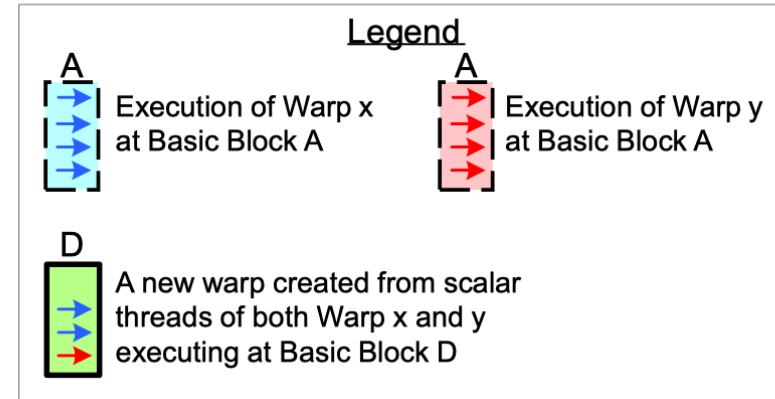 Legend
A
Execution of Warp x
at Basic Block A
A
Execution of Warp y
at Basic Block A
D
A new warp created from scalar
threads of both Warp x and y
executing at Basic Block D